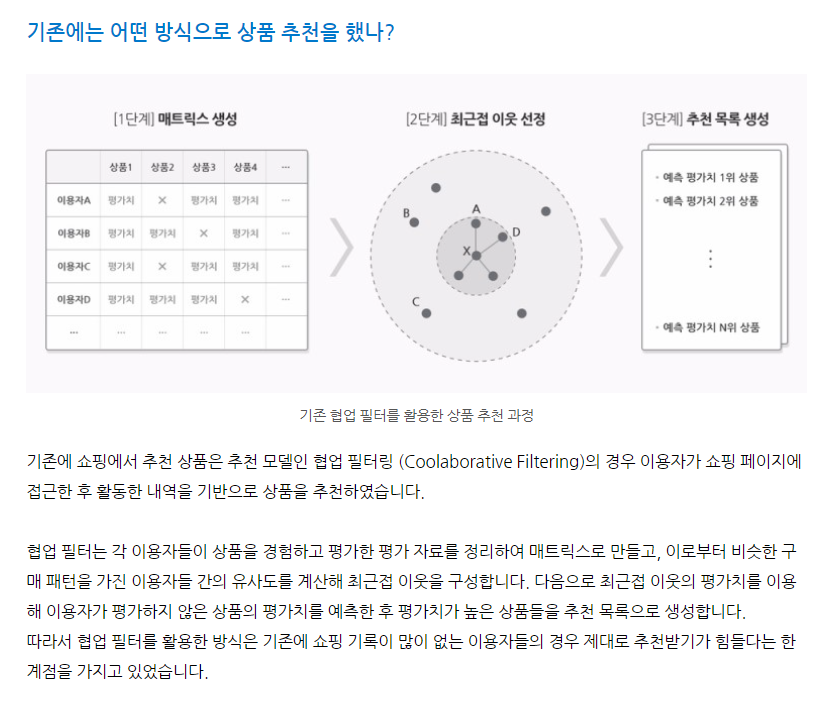 기존에는 어떤 방식으로 상품 추천을 했나?
[1단계] 매트릭스 생성
상품1 상품2 상품3 상품4 ···
이용자A 평가치 × 평가치 평가치 ···
이용자B 평가치 평가치 × 평가치 ···
이용자C 평가치 × 평가치 평가치 ···
이용자D 평가치 평가치 평가치 × ···
··· ··· ··· ··· ···
[2단계] 최근접 이웃 선정
A
B
D
X
C
[3단계] 추천 목록 생성
· 예측 평가치 1위 상품
· 예측 평가치 2위 상품
⋮
· 예측 평가치 N위 상품
기존 협업 필터를 활용한 상품 추천 과정
기존에 쇼핑에서 추천 상품은 추천 모델인 협업 필터링 (Coolaborative Filtering)의 경우 이용자가 쇼핑 페이지에
접근한 후 활동한 내역을 기반으로 상품을 추천하였습니다.
협업 필터는 각 이용자들이 상품을 경험하고 평가한 평가 자료를 정리하여 매트릭스로 만들고, 이로부터 비슷한 구
매 패턴을 가진 이용자들 간의 유사도를 계산해 최근접 이웃을 구성합니다. 다음으로 최근접 이웃의 평가치를 이용
해 이용자가 평가하지 않은 상품의 평가치를 예측한 후 평가치가 높은 상품들을 추천 목록으로 생성합니다.
따라서 협업 필터를 활용한 방식은 기존에 쇼핑 기록이 많이 없는 이용자들의 경우 제대로 추천받기가 힘들다는 한
계점을 가지고 있었습니다.